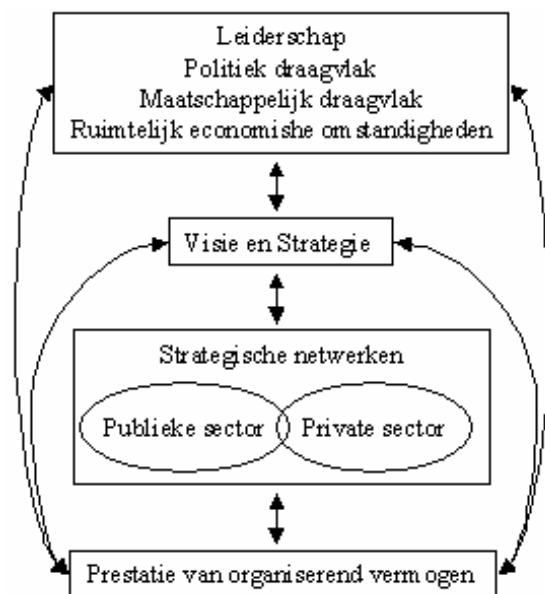 Leiderschap
Politiek draagvlak
Maatschappelijk draagvlak
Ruimtelijk economishe omstandigheden
Visie en Strategie
Strategische netwerken
Publieke sector
Private sector
Prestatie van organiserend vermogen